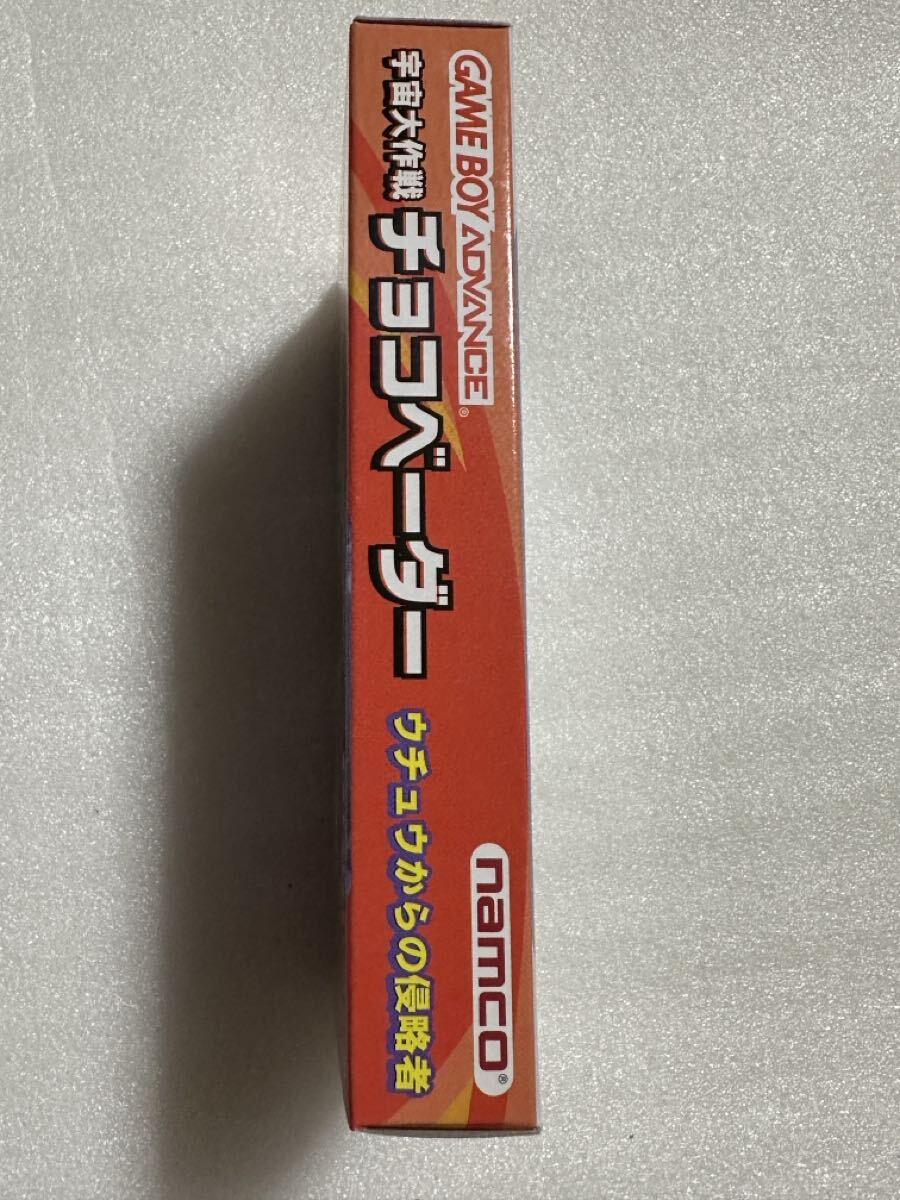 GAME BOY ADVANCE®
宇宙大作戦
チョコベーダー
ウチュウからの侵略者
namco®